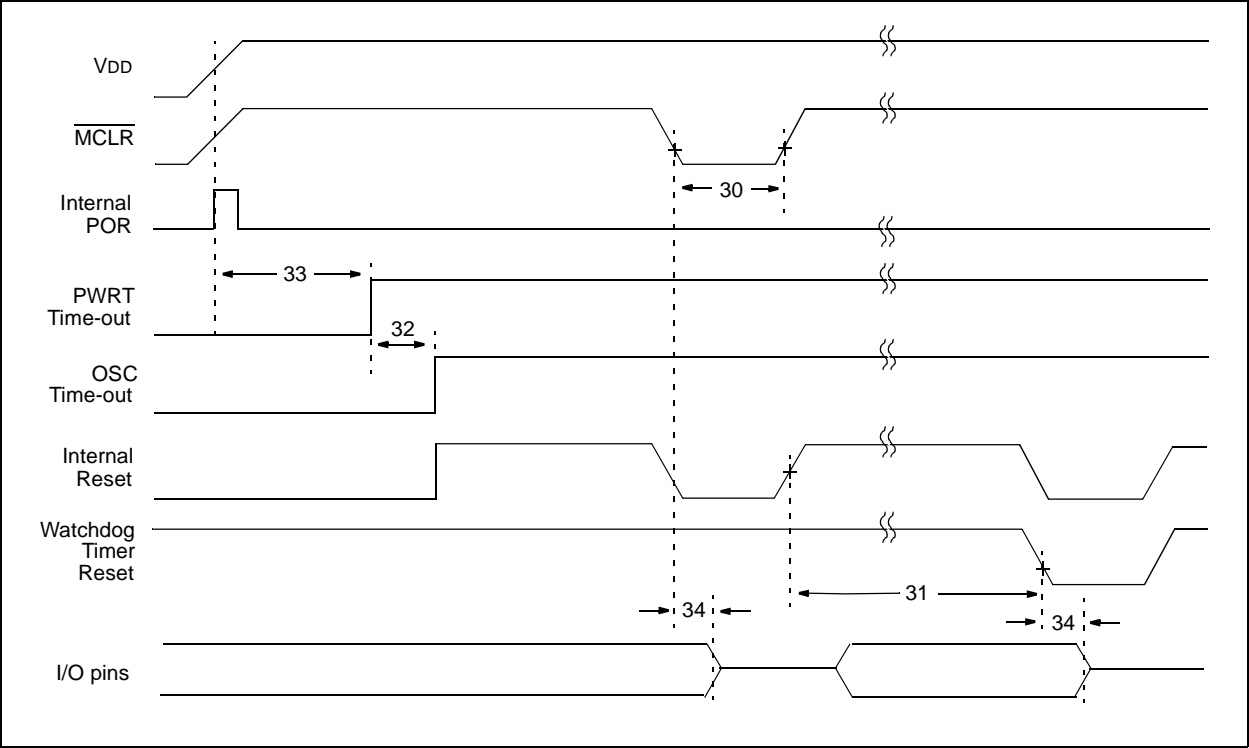 VDD
MCLR
30
Internal
POR
33
PWRT
Time-out
32
OSC
Time-out
Internal
Reset
Watchdog
Timer
Reset
31
34
34
I/O pins